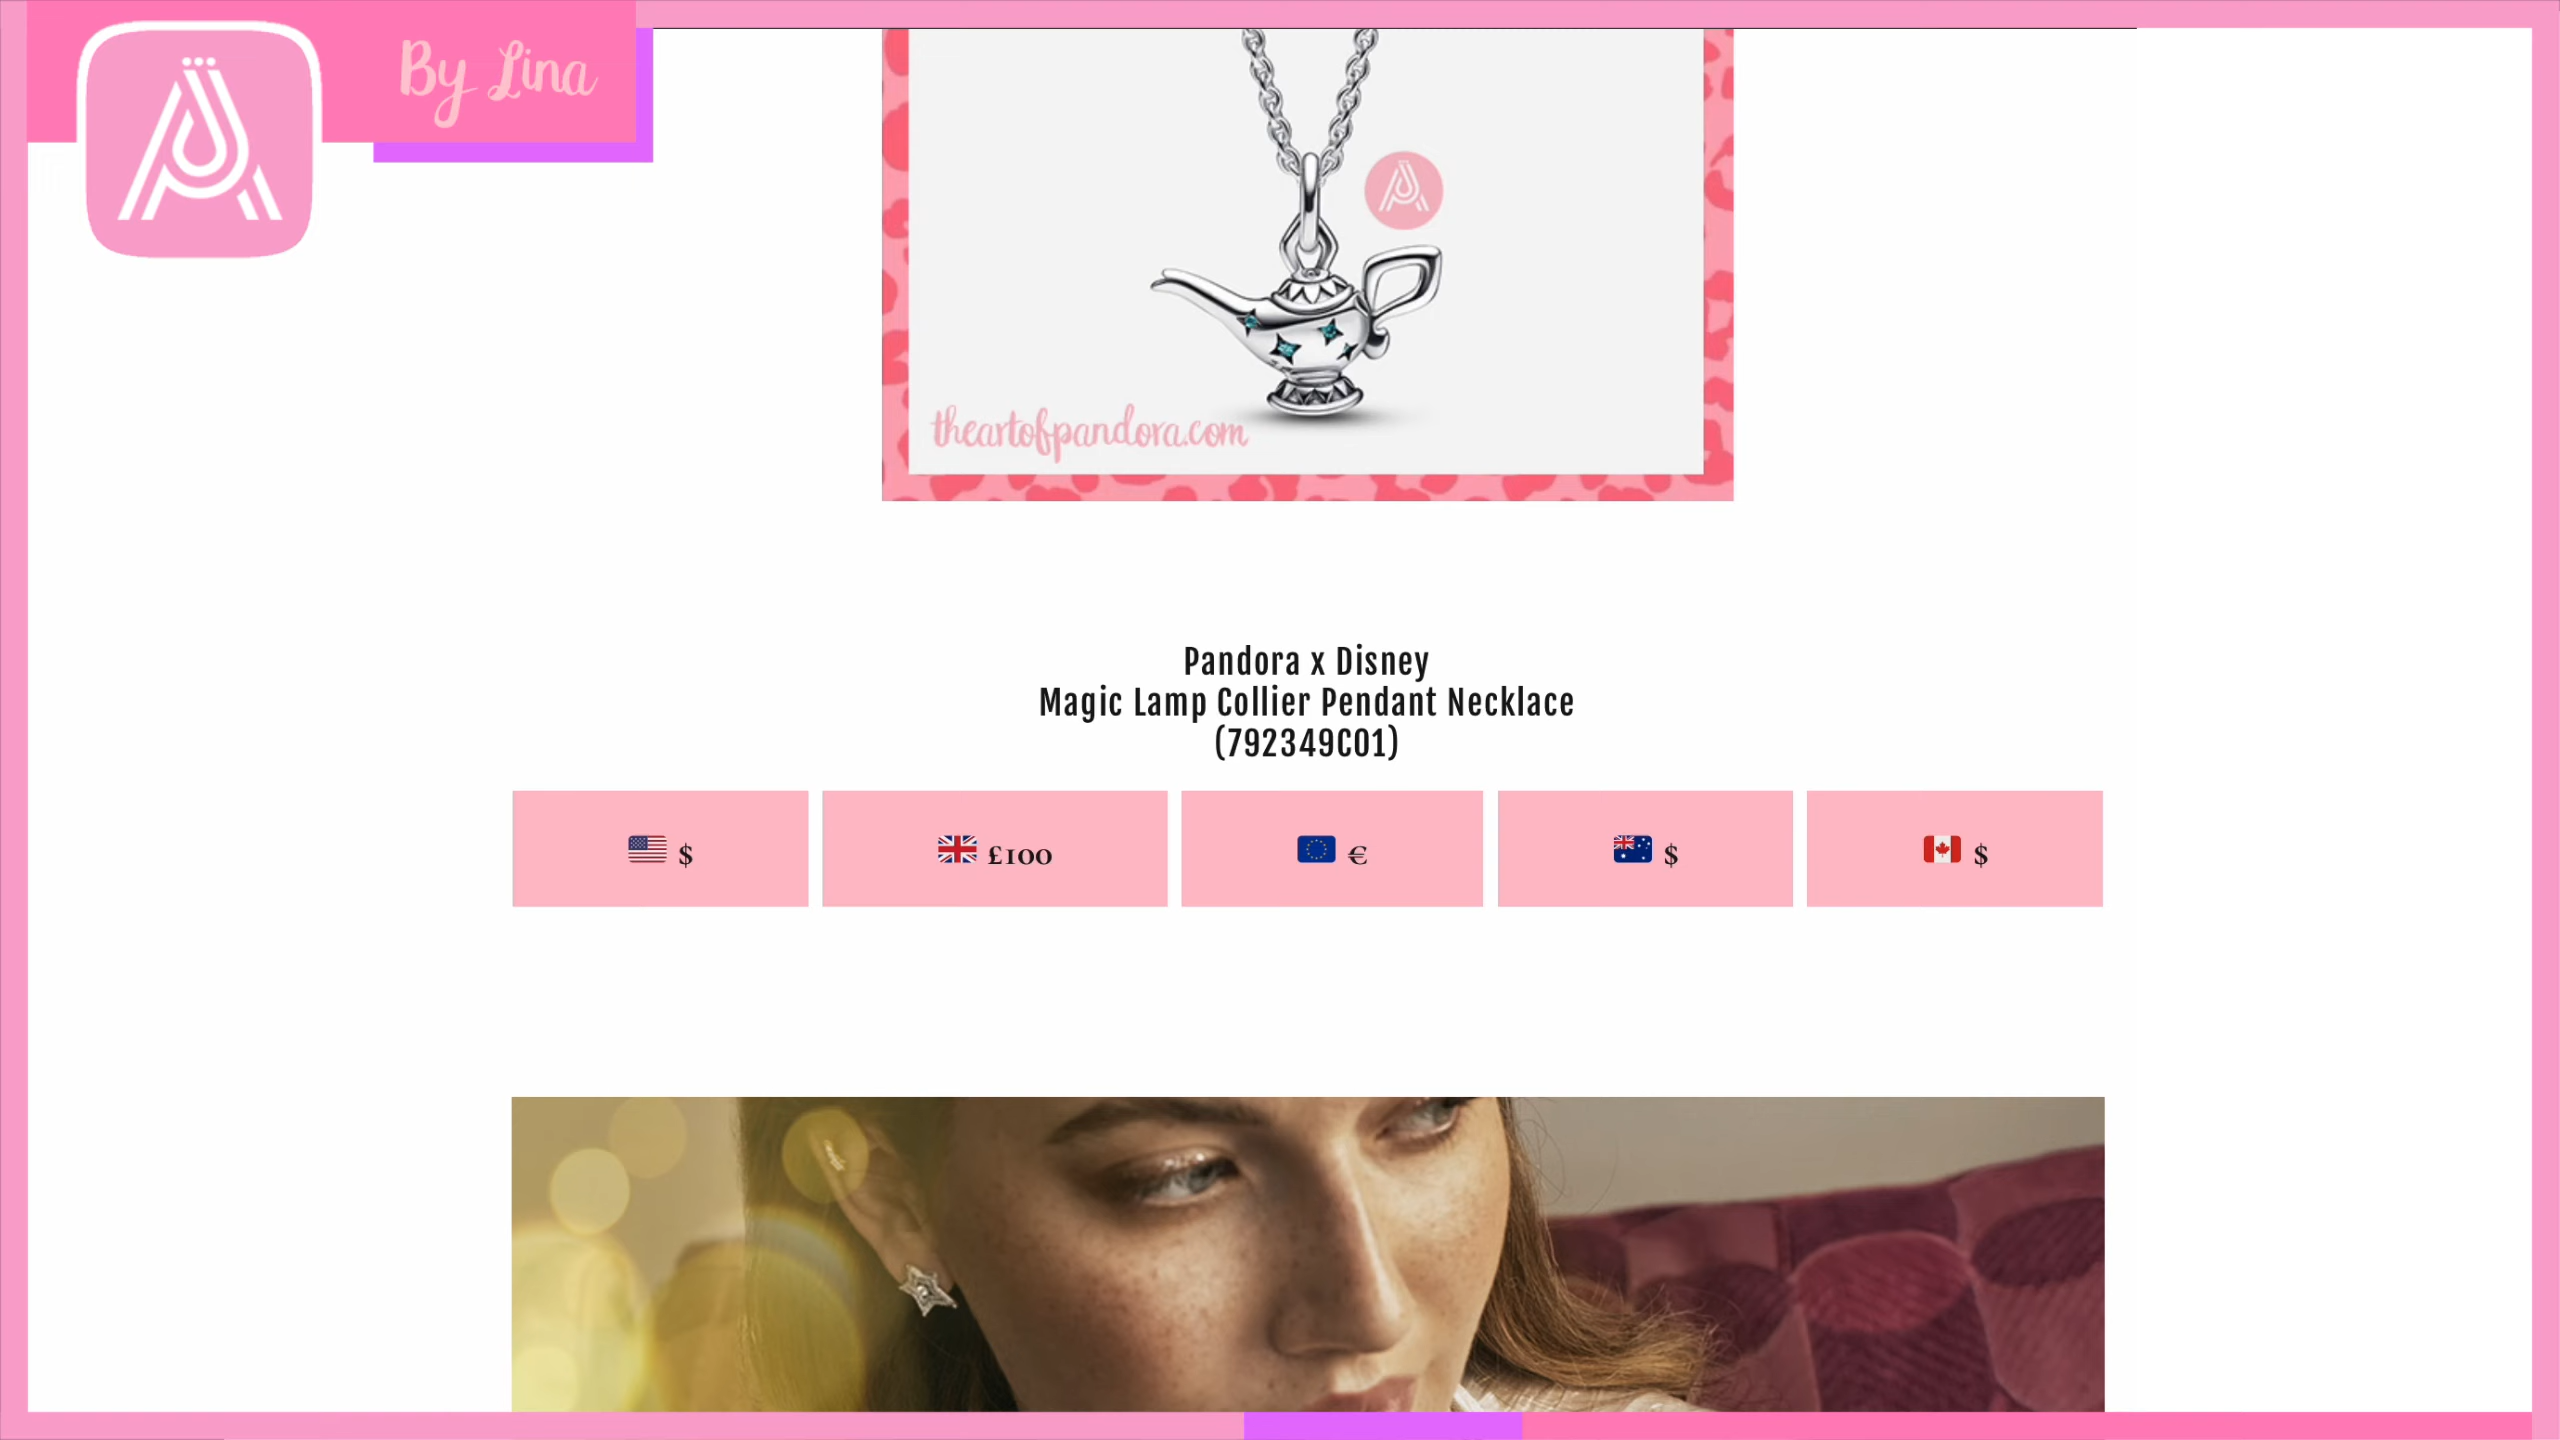 By Lina
theartofpandora.com
Pandora x Disney
Magic Lamp Collier Pendant Necklace
(792349C01)
$
£100
€
$
$